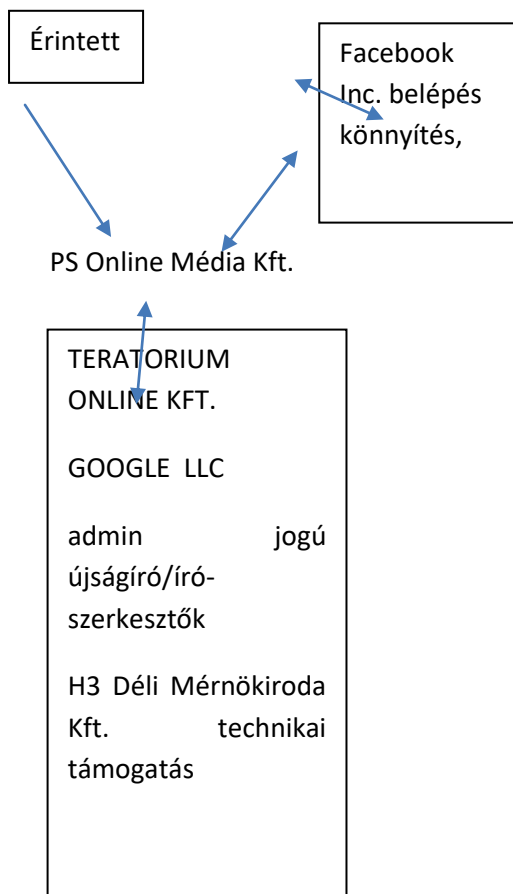 Érintett
Facebook
Inc. belépés
könnyítés,
PS Online Média Kft.
TERATORIUM
ONLINE KFT.
GOOGLE LLC
admin jogú
újságíró/író-
szerkesztők
H3 Déli Mérnökiroda
Kft. technikai
támogatás